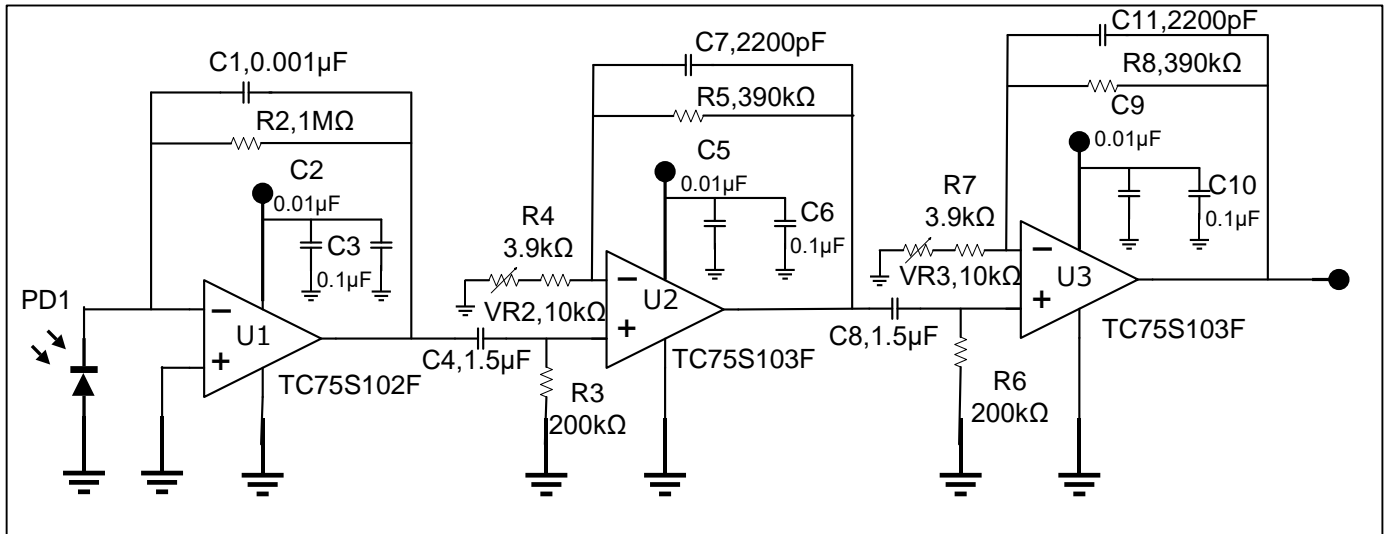 C1,0.001µF
R2,1MΩ
C2
0.01µF
C3
0.1µF
PD1
−
+
U1
TC75S102F
C7,2200pF
R5,390kΩ
C5
0.01µF
C6
0.1µF
R4
3.9kΩ
VR2,10kΩ
−
+
U2
TC75S103F
C4,1.5µF
R3
200kΩ
C11,2200pF
R8,390kΩ
C9
0.01µF
C10
0.1µF
R7
3.9kΩ
VR3,10kΩ
−
+
U3
TC75S103F
C8,1.5µF
R6
200kΩ